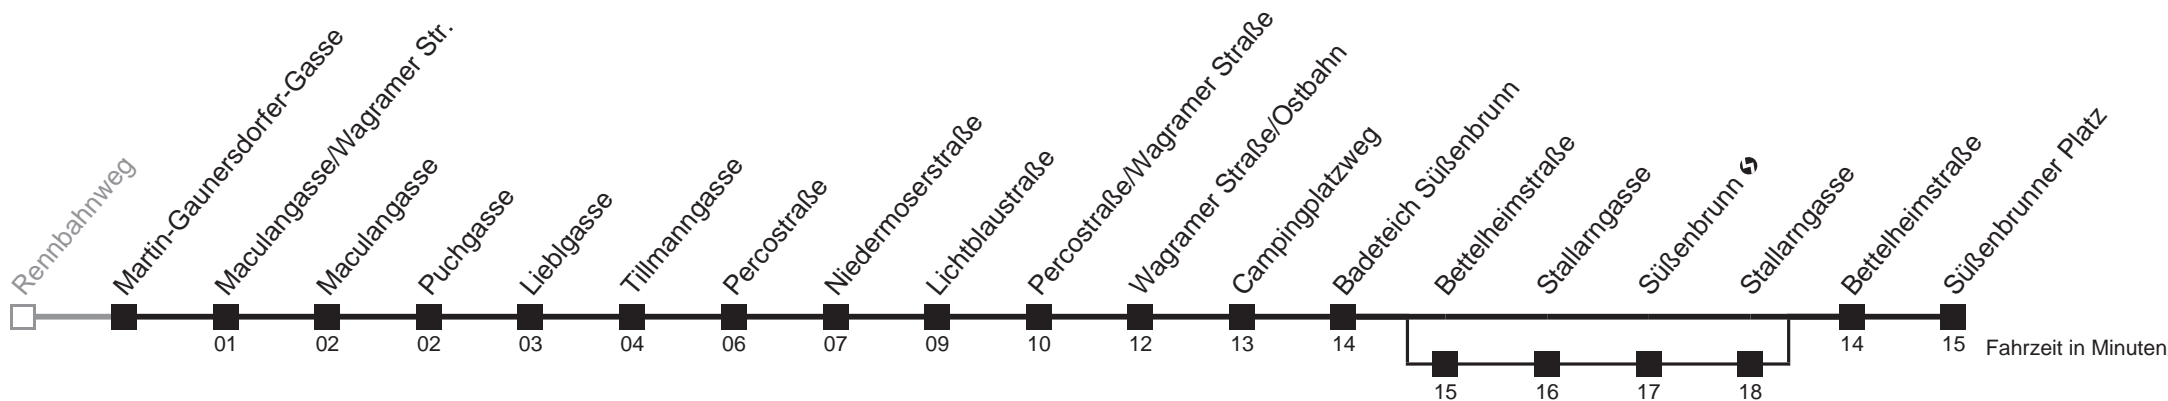 Rennbahnweg
Martin-Gaunersdorfer-Gasse
Maculangasse/Wagramer Str.
Maculangasse
Puchgasse
Lieblgasse
Tillmanngasse
Percostraße
Niedermoserstraße
Lichtblaustraße
Percostraße/Wagramer Straße
Wagramer Straße/Ostbahn
Campingplatzweg
Badeteich Süßenbrunn
Bettelheimstraße
Stallarngasse
Süßenbrunn
Stallarngasse
Bettelheimstraße
Süßenbrunner Platz
01 02 02 03 04 06 07 09 10 12 13 14 14 15
Fahrzeit in Minuten
15 16 17 18